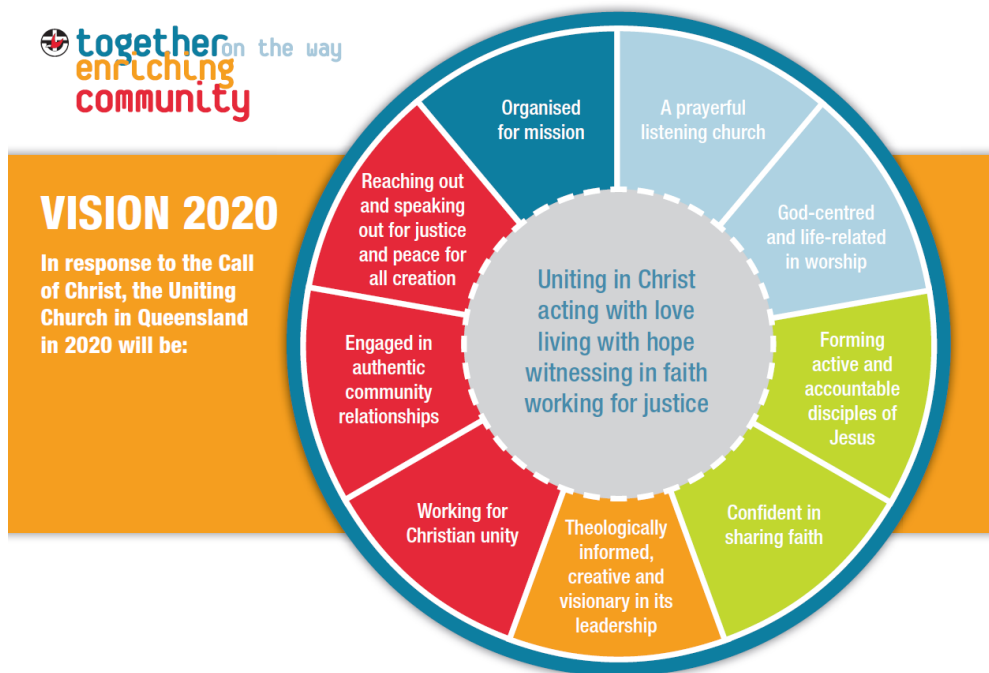 together on the way
enriching
community
VISION 2020
In response to the Call
of Christ, the Uniting
Church in Queensland
in 2020 will be:
Organised
for mission
A prayerful
listening church
God-centred
and life-related
in worship
Forming
active and
accountable
disciples of
Jesus
Confident in
sharing faith
Theologically
informed,
creative and
visionary in its
leadership
Working for
Christian unity
Engaged in
authentic
community
relationships
Reaching out
and speaking
out for justice
and peace for
all creation
Uniting in Christ
acting with love
living with hope
witnessing in faith
working for justice